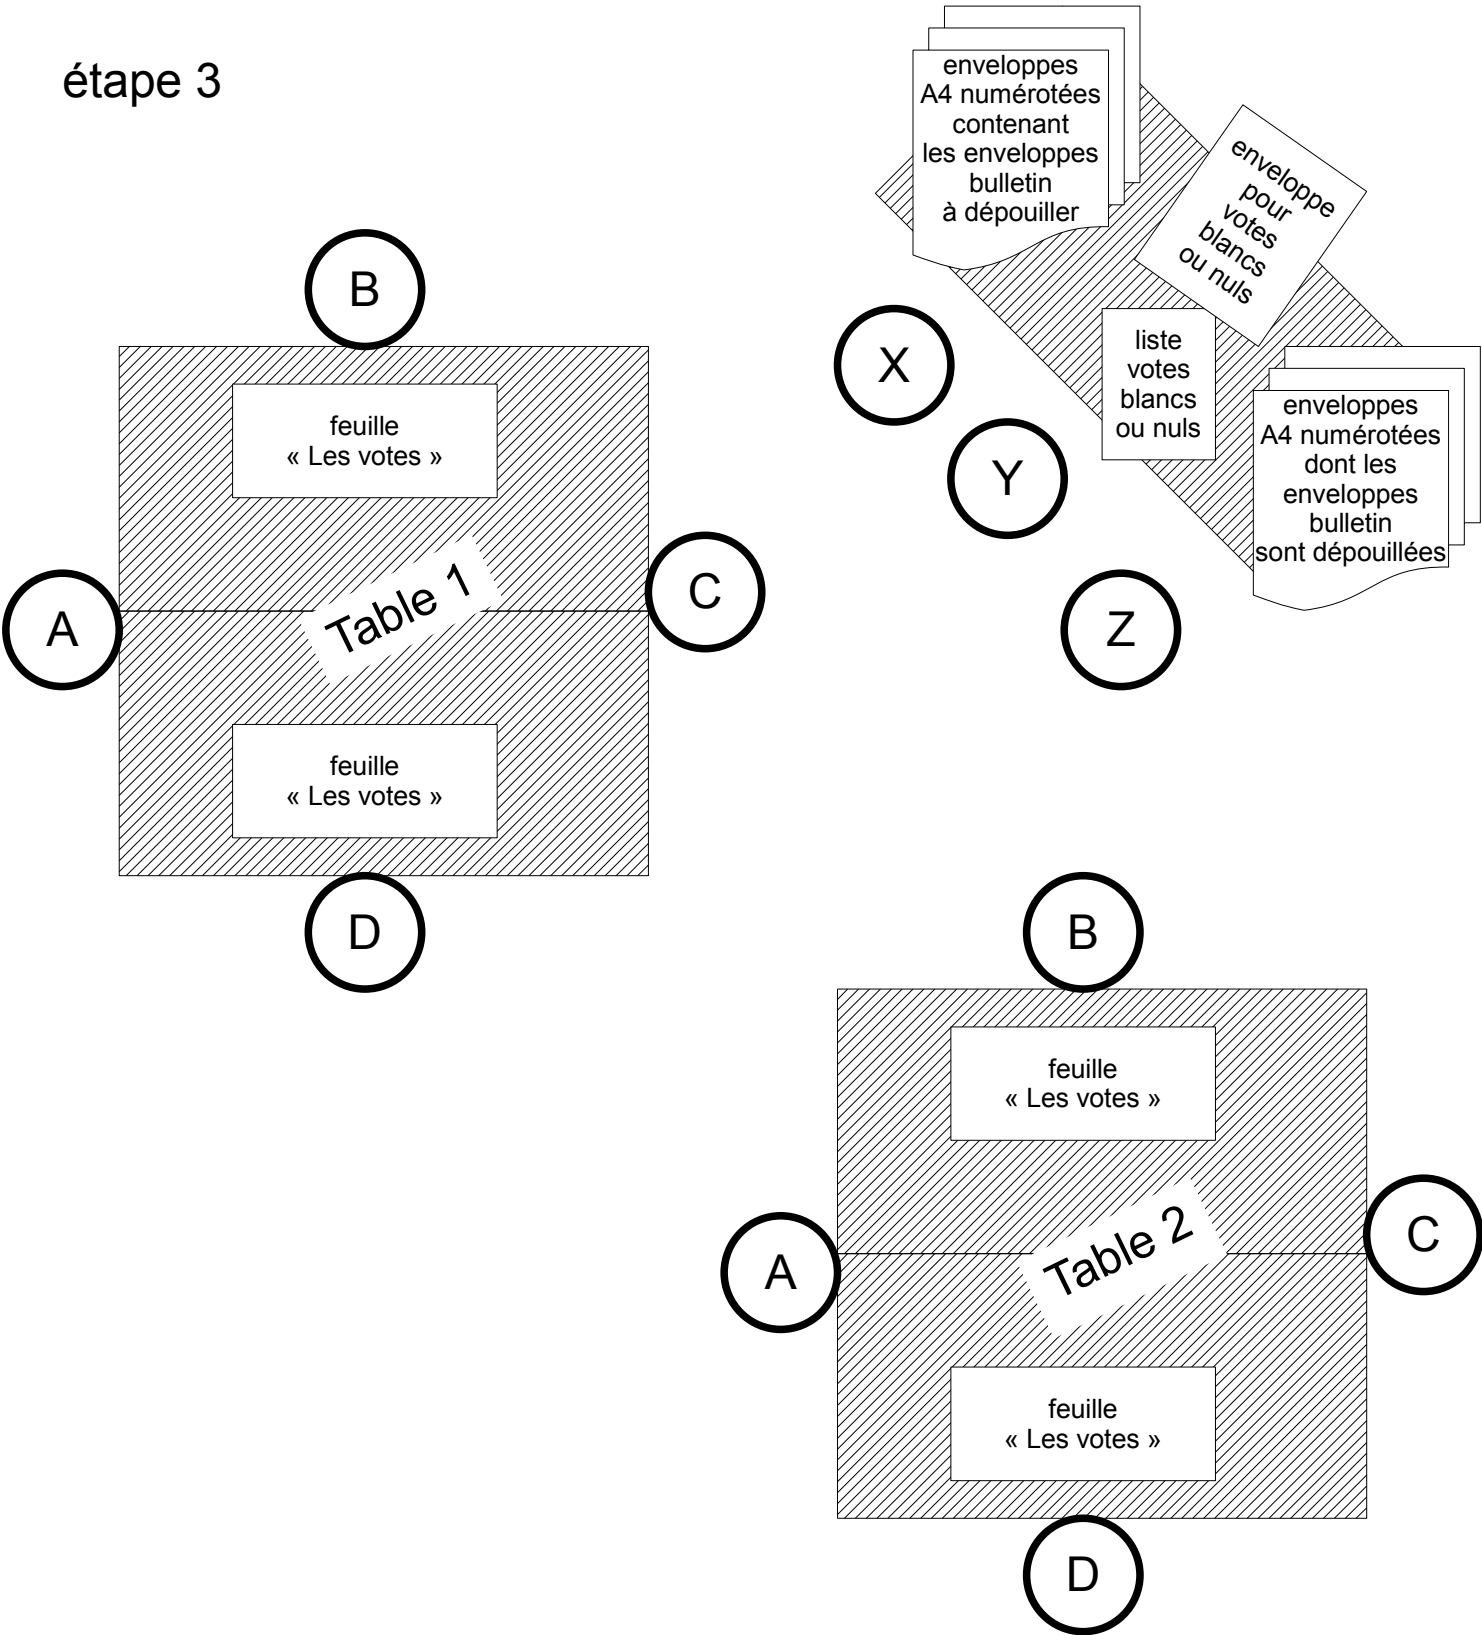 étape 3
enveloppes
A4 numérotées
contenant
les enveloppes
bulletin
à dépouiller
enveloppe
pour
votes
blancs
ou nuls
liste
votes
blancs
ou nuls
enveloppes
A4 numérotées
dont les
enveloppes
bulletin
sont dépouillées
X
Y
Z
B
feuille
« Les votes »
A
Table 1
C
feuille
« Les votes »
D
B
feuille
« Les votes »
A
Table 2
C
feuille
« Les votes »
D